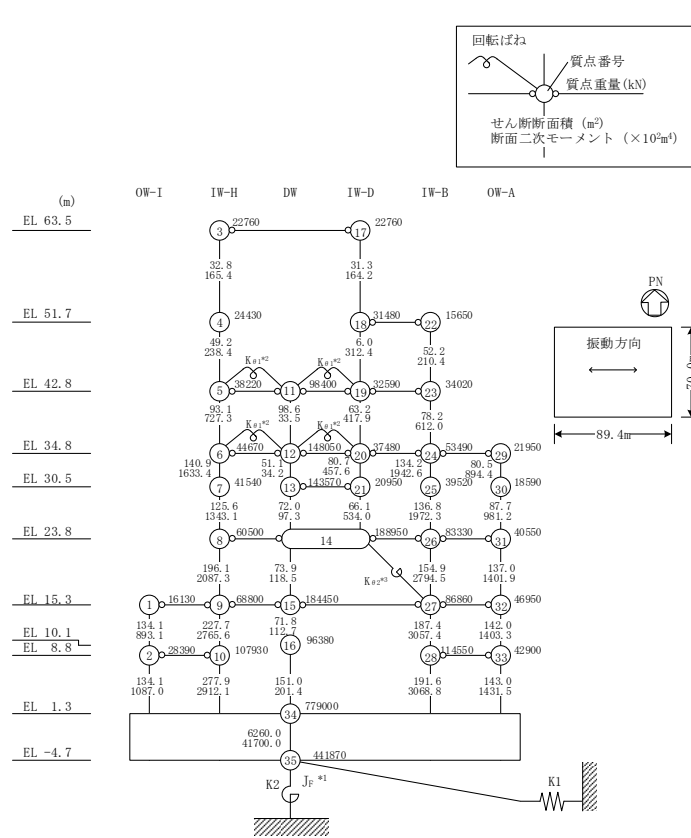 回転ばね
質点番号
質点重量(kN)
せん断断面積 (m²)
断面二次モーメント (×10²m⁴)
(m) OW-I IW-H DW IW-D IW-B OW-A
EL 63.5 3 22760 17 22760
32.8 31.3
165.4 164.2
PN
EL 51.7 4 24430 18 31480 22 15650
49.2 6.0 52.2
238.4 312.4 210.4
Kθ1*2 Kθ1*2
振動方向
EL 42.8 5 38220 11 98400 19 32590 23 34020
93.1 98.6 63.2 78.2
727.3 33.5 417.9 612.0
70.0m
89.4m
Kθ1*2 Kθ1*2
EL 34.8 6 44670 12 148050 20 37480 24 53490 29 21950
140.9 51.1 80.7 134.2 80.5
1633.4 34.2 457.6 1942.6 894.4
EL 30.5 7 41540 13 143570 21 20950 25 39520 30 18590
125.6 72.0 66.1 136.8 87.7
1343.1 97.3 534.0 1972.3 981.2
EL 23.8 8 60500 14 188950 26 83330 31 40550
196.1 73.9 154.9 137.0
2087.3 118.5 2794.5 1401.9
Kθ2*3
EL 15.3 1 16130 9 68800 15 184450 27 86860 32 46950
134.1 227.7 71.8 187.4 142.0
893.1 2765.6 112.7 3057.4 1403.3
EL 10.1 16 96380
EL 8.8 2 28390 10 107930 28 114550 33 42900
134.1 277.9 151.0 191.6 143.0
1087.0 2912.1 201.4 3068.8 1431.5
EL 1.3 34 779000
6260.0
41700.0
EL -4.7 35 441870
K2 JF *1 K1